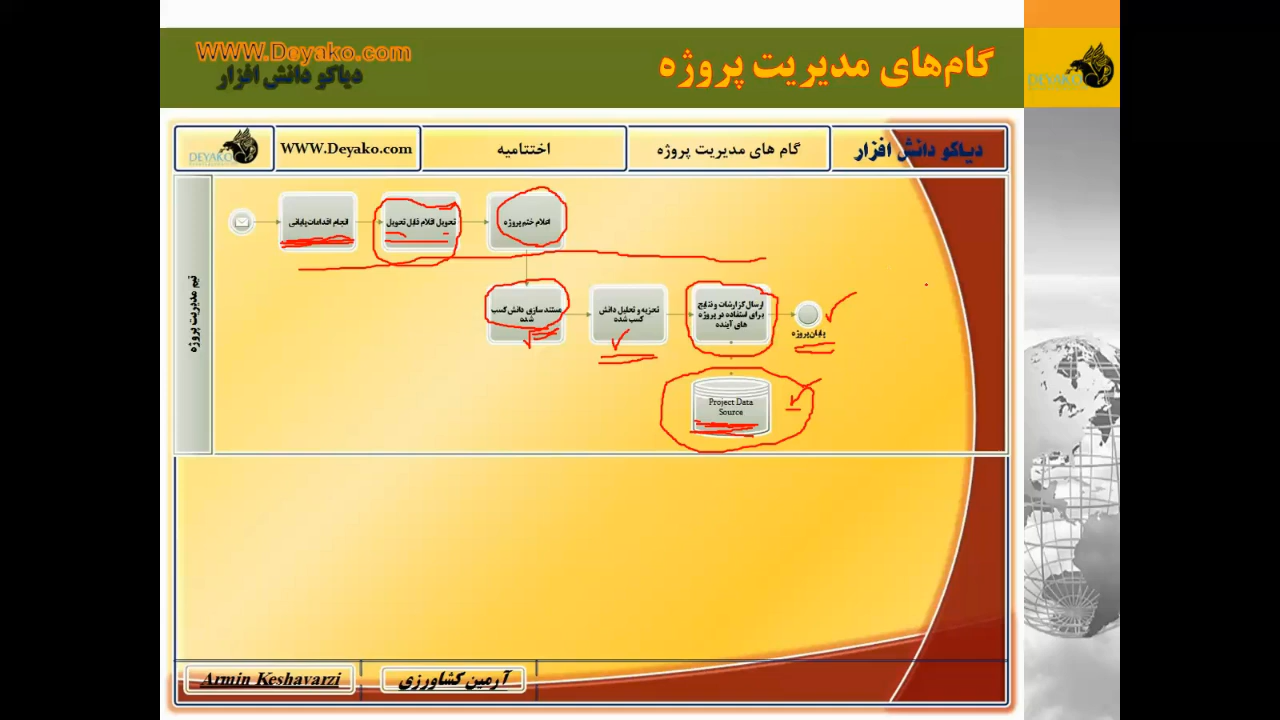 گام‌های مدیریت پروژه
WWW.Deyako.com
دیاکو دانش افزار
DEYAKO
دیاکو دانش افزار
گام های مدیریت پروژه
اختتامیه
WWW.Deyako.com
DEYAKO
تیم مدیریت پروژه
انجام اقدامات پایانی
تحویل اقلام قابل تحویل
اعلام ختم پروژه
مستند سازی دانش کسب
شده
تجزیه و تحلیل دانش
کسب شده
ارسال گزارشات و نتایج
برای استفاده در پروژه
های آینده
پایان پروژه
Project Data
Source
Armin Keshavarzi
آرمین کشاورزی